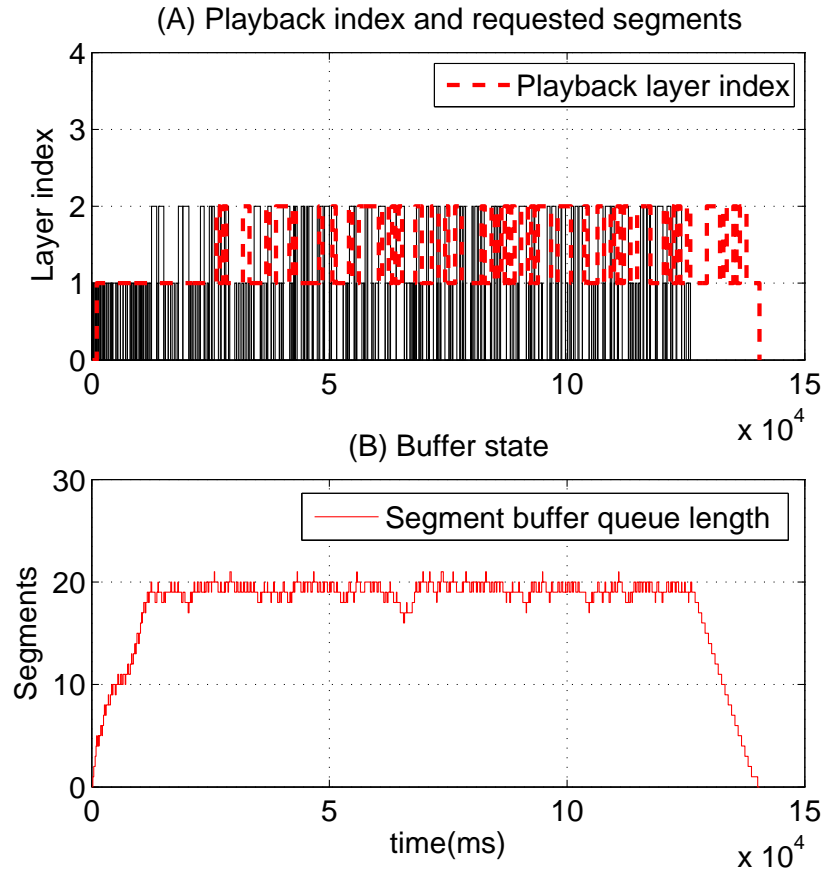 (A) Playback index and requested segments
4
3
2
1
0
Layer index
Playback layer index
0 5 10 15
x 10^4
(B) Buffer state
30
20
10
0
Segments
Segment buffer queue length
0 5 10 15
time(ms)
x 10^4